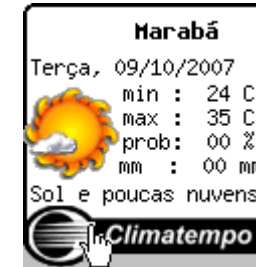 Marabá
Terça, 09/10/2007
min : 24 C
max : 35 C
prob: 00 %
mm : 00 mm
Sol e poucas nuvens
Climatempo